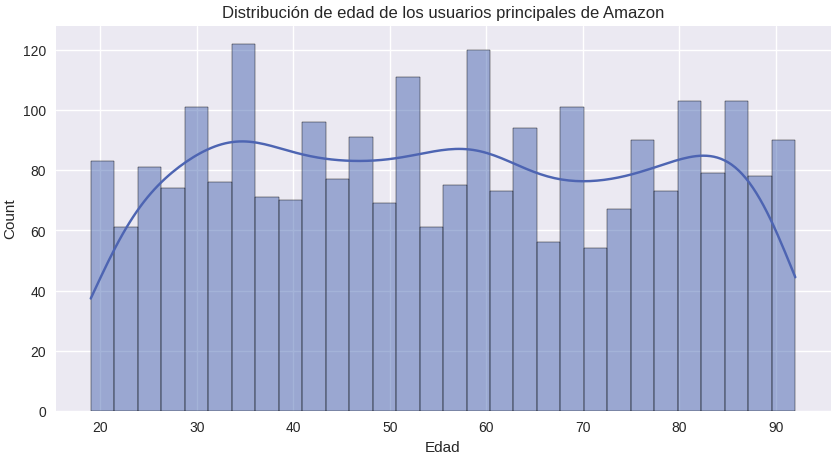 Distribución de edad de los usuarios principales de Amazon
120
100
80
60
40
20
0
Count
20 30 40 50 60 70 80 90
Edad